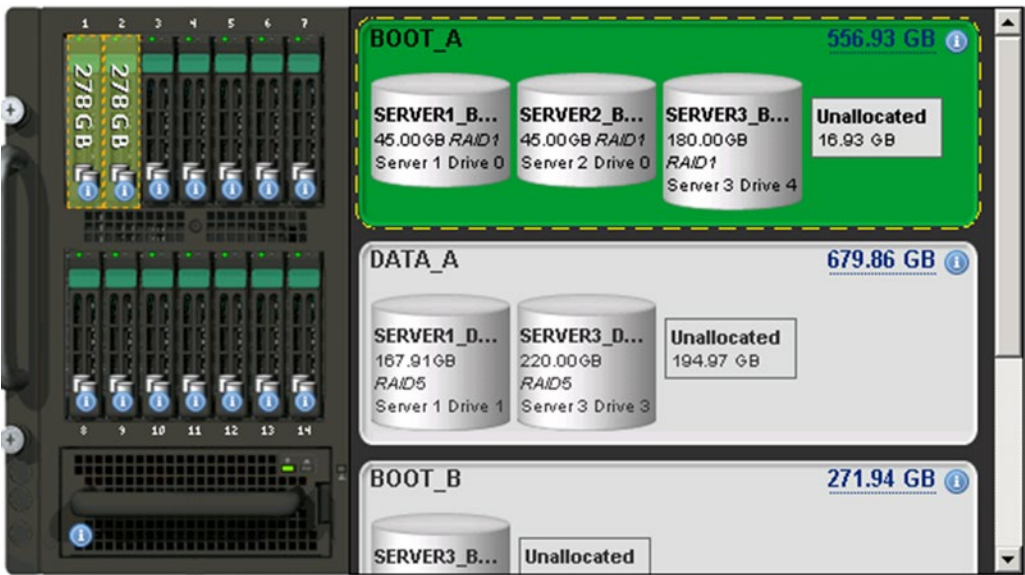 1 2 3 4 5 6 7
278GB
278GB
8 9 10 11 12 13 14
BOOT_A
556.93 GB
SERVER1_B...
45.00GB RAID1
Server 1 Drive 0
SERVER2_B...
45.00GB RAID1
Server 2 Drive 0
SERVER3_B...
180.00GB
RAID1
Server 3 Drive 4
Unallocated
16.93 GB
DATA_A
679.86 GB
SERVER1_D...
167.91GB
RAID5
Server 1 Drive 1
SERVER3_D...
220.00GB
RAID5
Server 3 Drive 3
Unallocated
194.97 GB
BOOT_B
271.94 GB
SERVER3_B...
Unallocated